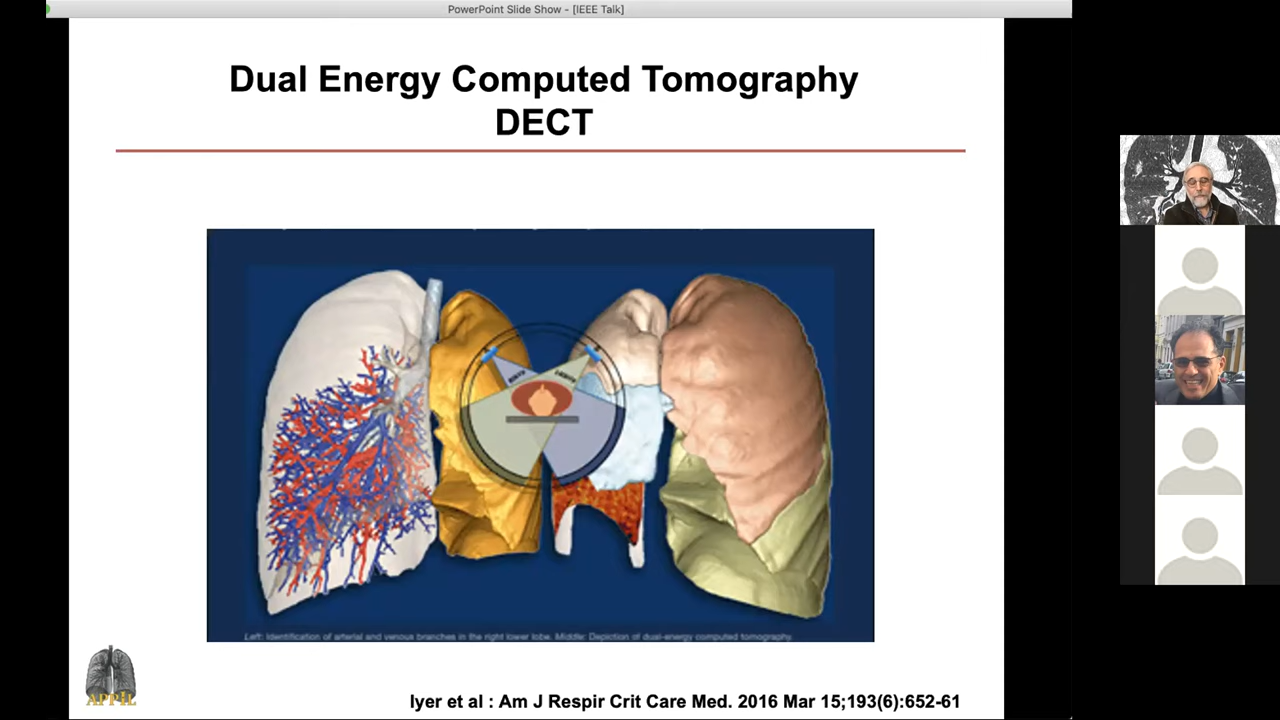 PowerPoint Slide Show - [IEEE Talk]
Dual Energy Computed Tomography
DECT
Left: Identification of arterial and venous branches in the right lower lobe. Middle: Depiction of dual-energy computed tomography.
APPIL
Iyer et al : Am J Respir Crit Care Med. 2016 Mar 15;193(6):652-61